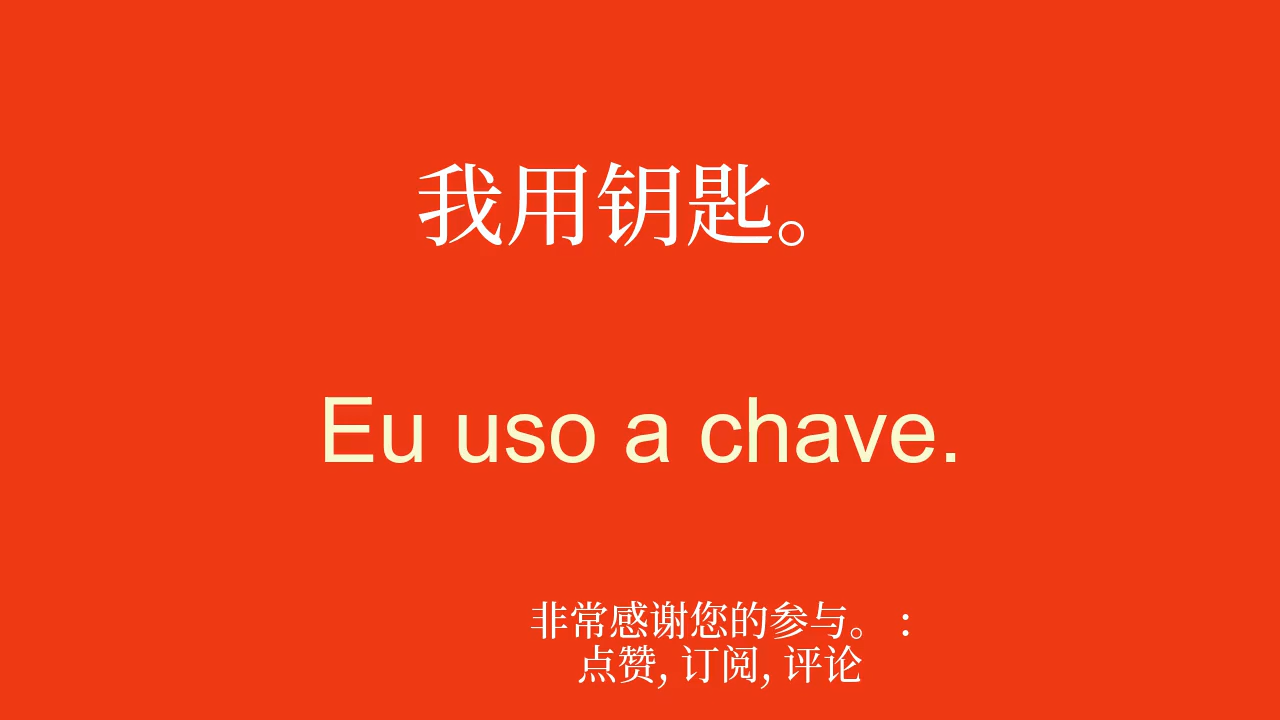 我用钥匙。
Eu uso a chave.
非常感谢您的参与。 :
点赞, 订阅, 评论